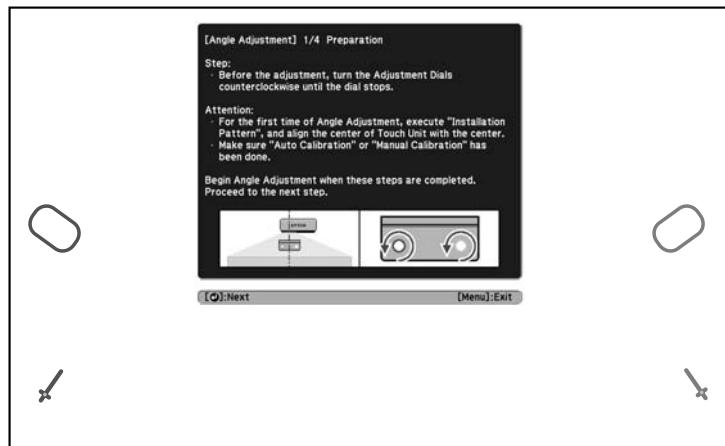 [Angle Adjustment] 1/4 Preparation
Step:
· Before the adjustment, turn the Adjustment Dials
counterclockwise until the dial stops.
Attention:
· For the first time of Angle Adjustment, execute "Installation
Pattern", and align the center of Touch Unit with the center.
· Make sure "Auto Calibration" or "Manual Calibration" has
been done.
Begin Angle Adjustment when these steps are completed.
Proceed to the next step.
EPSON
[↵]:Next [Menu]:Exit